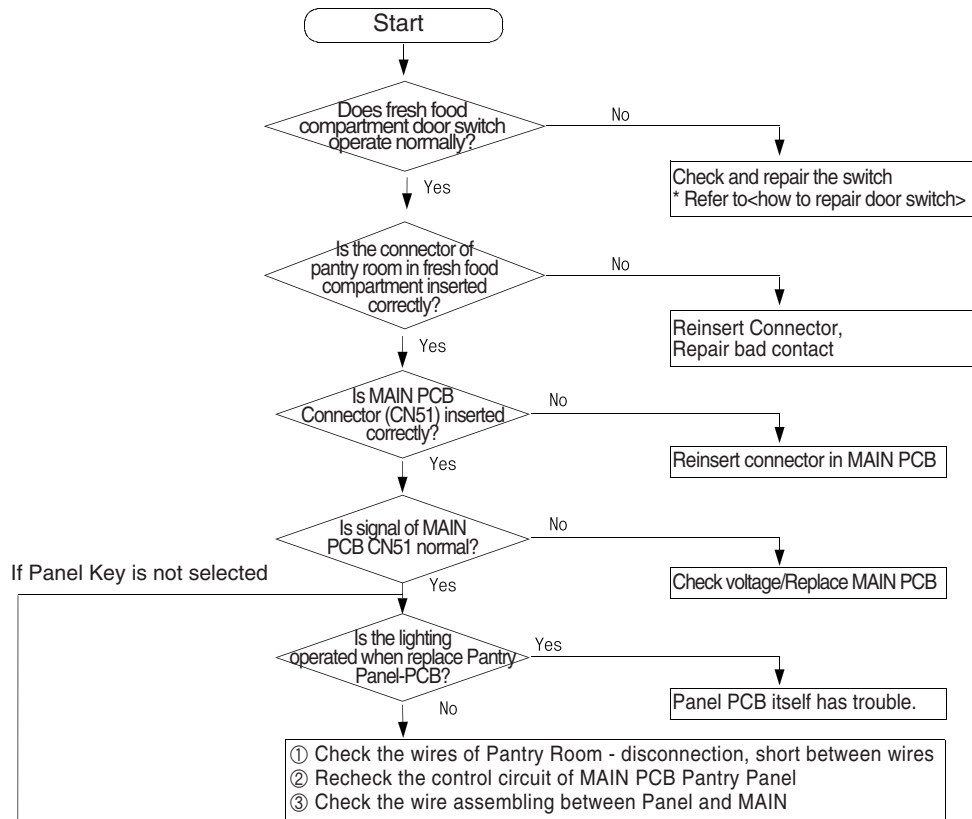 Start
Does fresh food
compartment door switch
operate normally?
No
Check and repair the switch
* Refer to<how to repair door switch>
Yes
Is the connector of
pantry room in fresh food
compartment inserted
correctly?
No
Reinsert Connector,
Repair bad contact
Yes
Is MAIN PCB
Connector (CN51) inserted
correctly?
No
Reinsert connector in MAIN PCB
Yes
Is signal of MAIN
PCB CN51 normal?
No
Check voltage/Replace MAIN PCB
If Panel Key is not selected
Yes
Is the lighting
operated when replace Pantry
Panel-PCB?
Yes
Panel PCB itself has trouble.
No
① Check the wires of Pantry Room - disconnection, short between wires
② Recheck the control circuit of MAIN PCB Pantry Panel
③ Check the wire assembling between Panel and MAIN